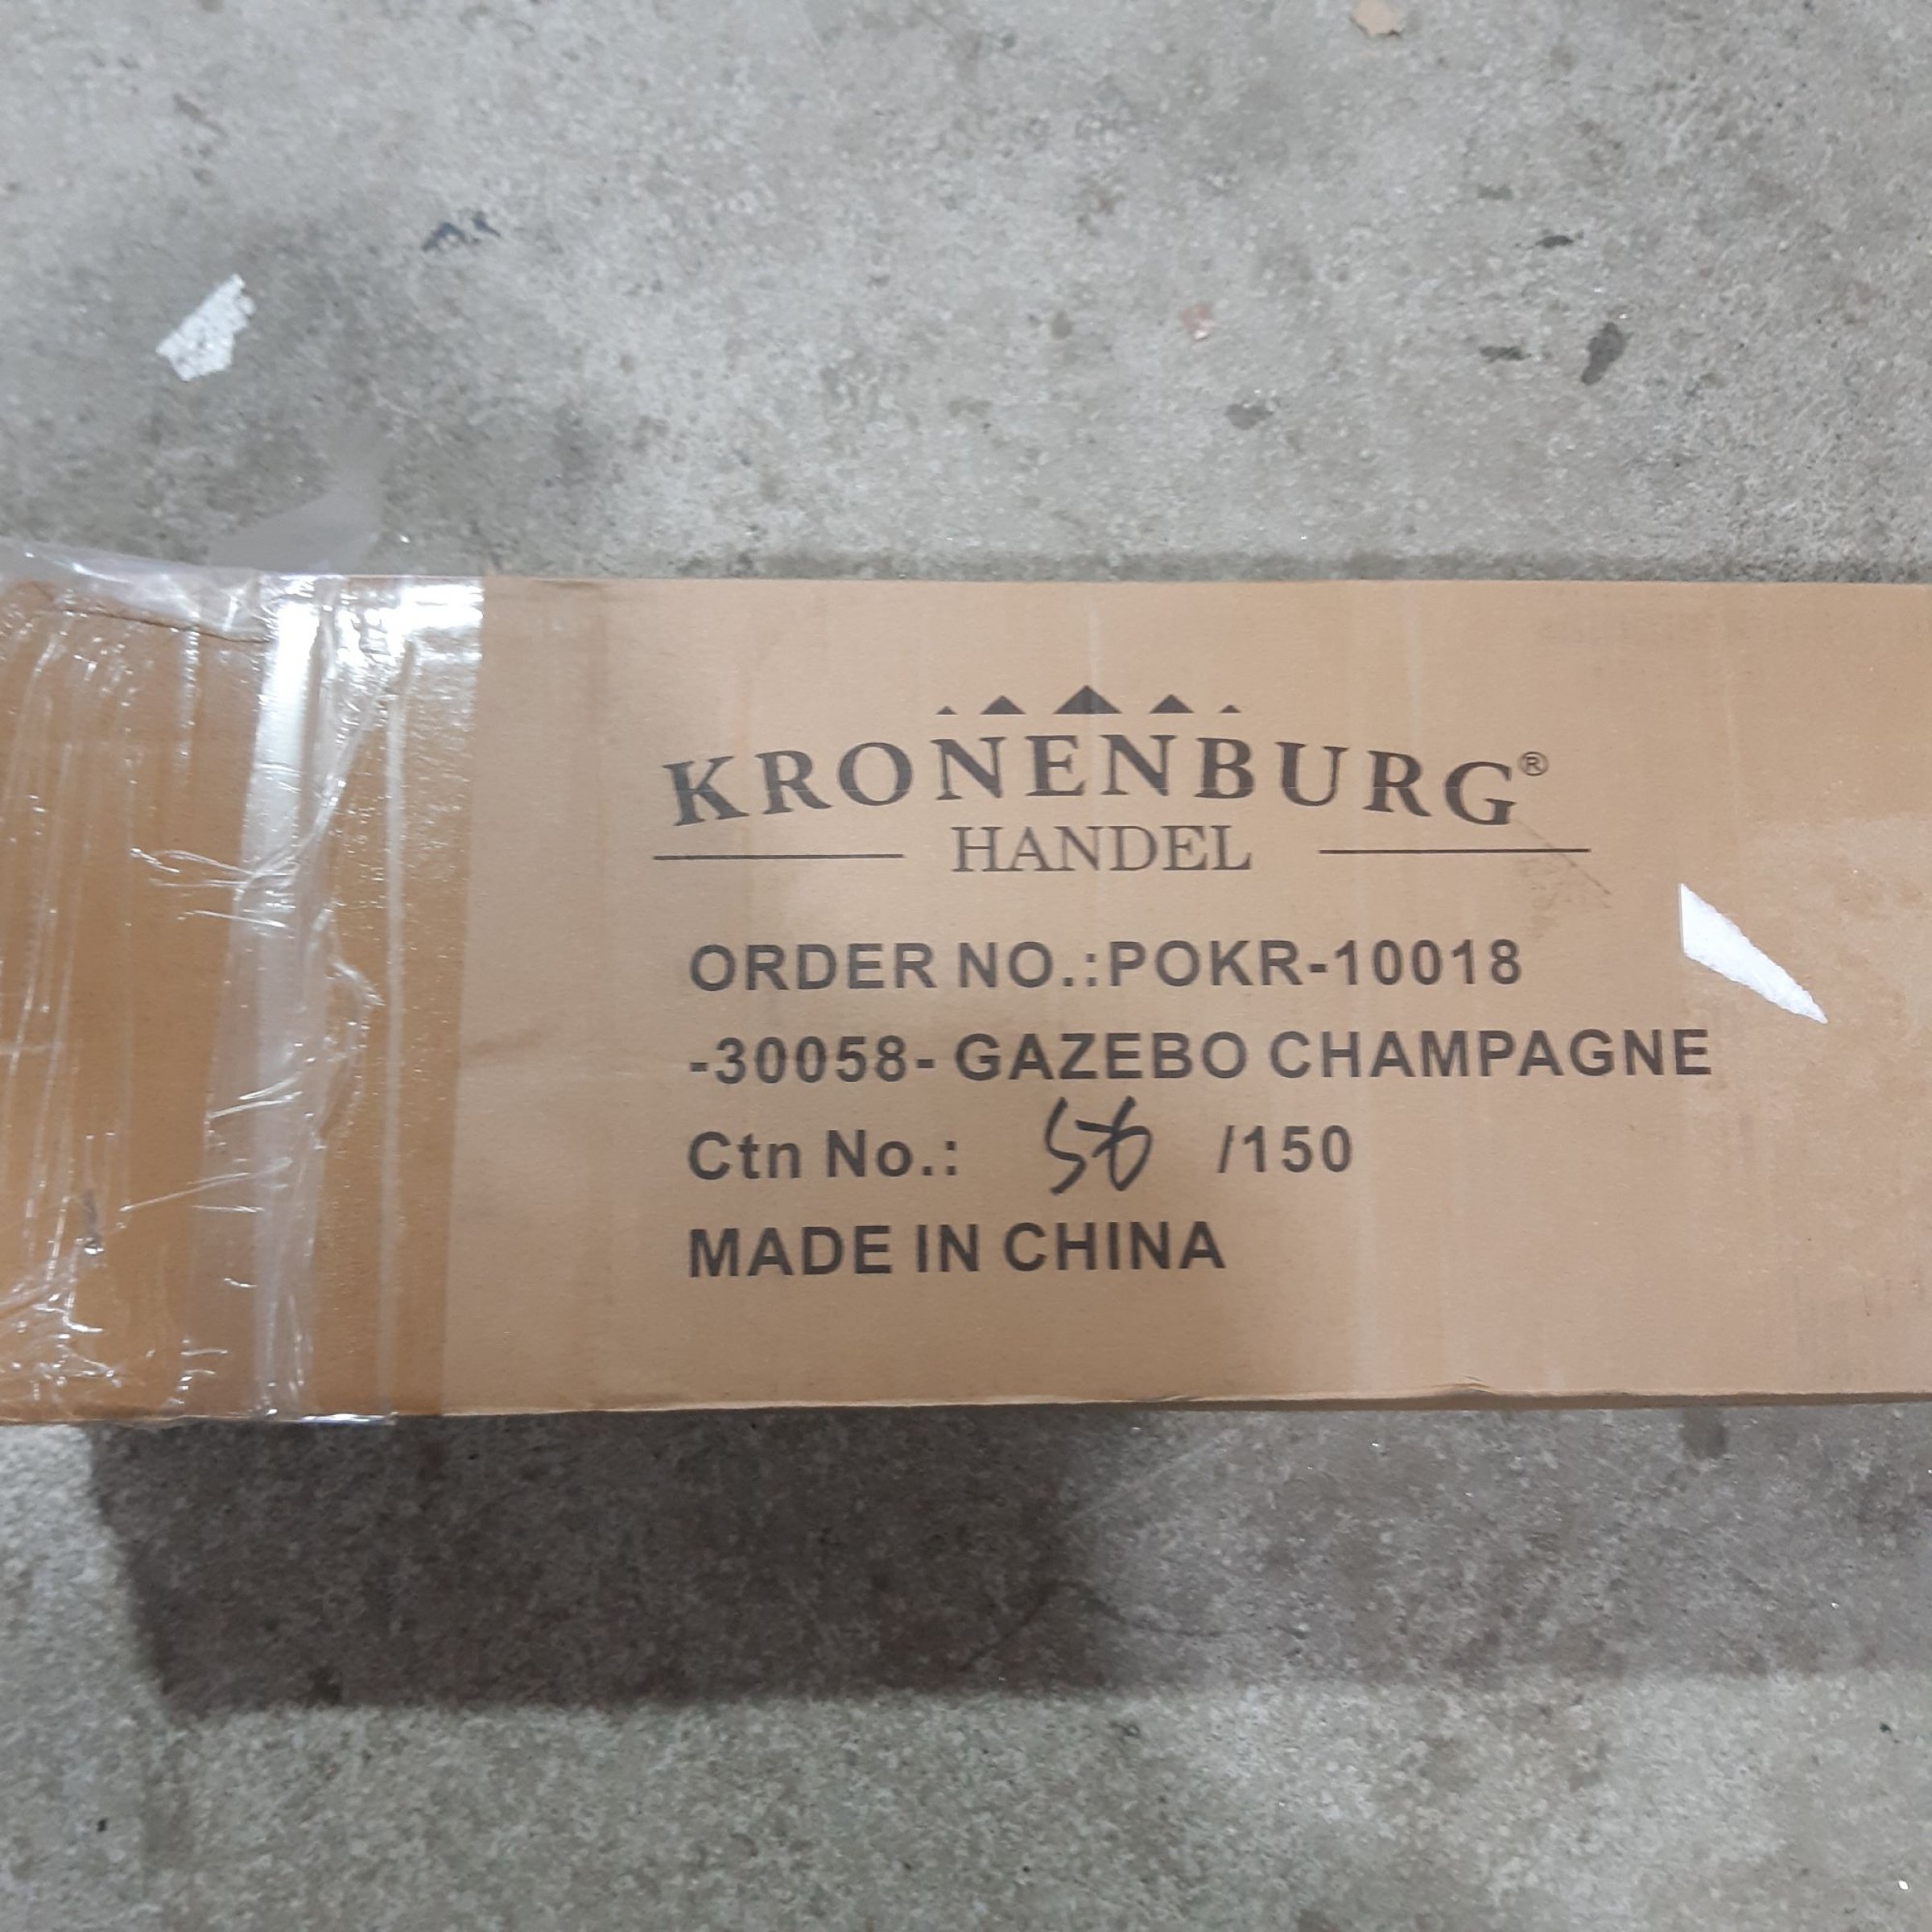 KRONENBURG®
HANDEL
ORDER NO.:POKR-10018
-30058- GAZEBO CHAMPAGNE
Ctn No.: 56 /150
MADE IN CHINA